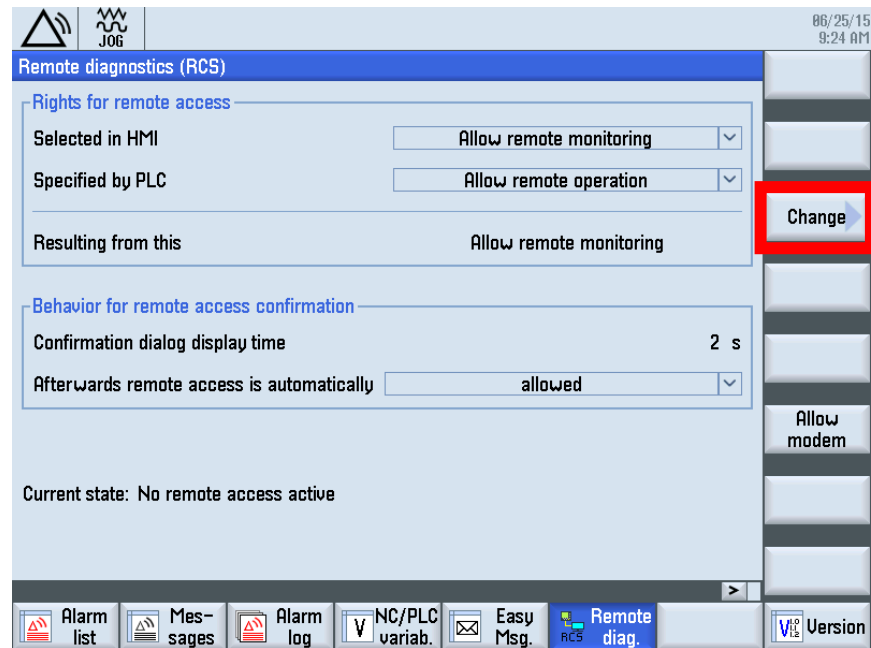 JOG
06/25/15
9:24 AM
Remote diagnostics (RCS)
Rights for remote access
Selected in HMI Allow remote monitoring
Specified by PLC Allow remote operation
Change
Resulting from this Allow remote monitoring
Behavior for remote access confirmation
Confirmation dialog display time 2 s
Afterwards remote access is automatically allowed
Allow
modem
Current state: No remote access active
>
Alarm
list
Mes-
sages
Alarm
log
V NC/PLC
variab.
Easy
Msg.
RCS Remote
diag.
Version